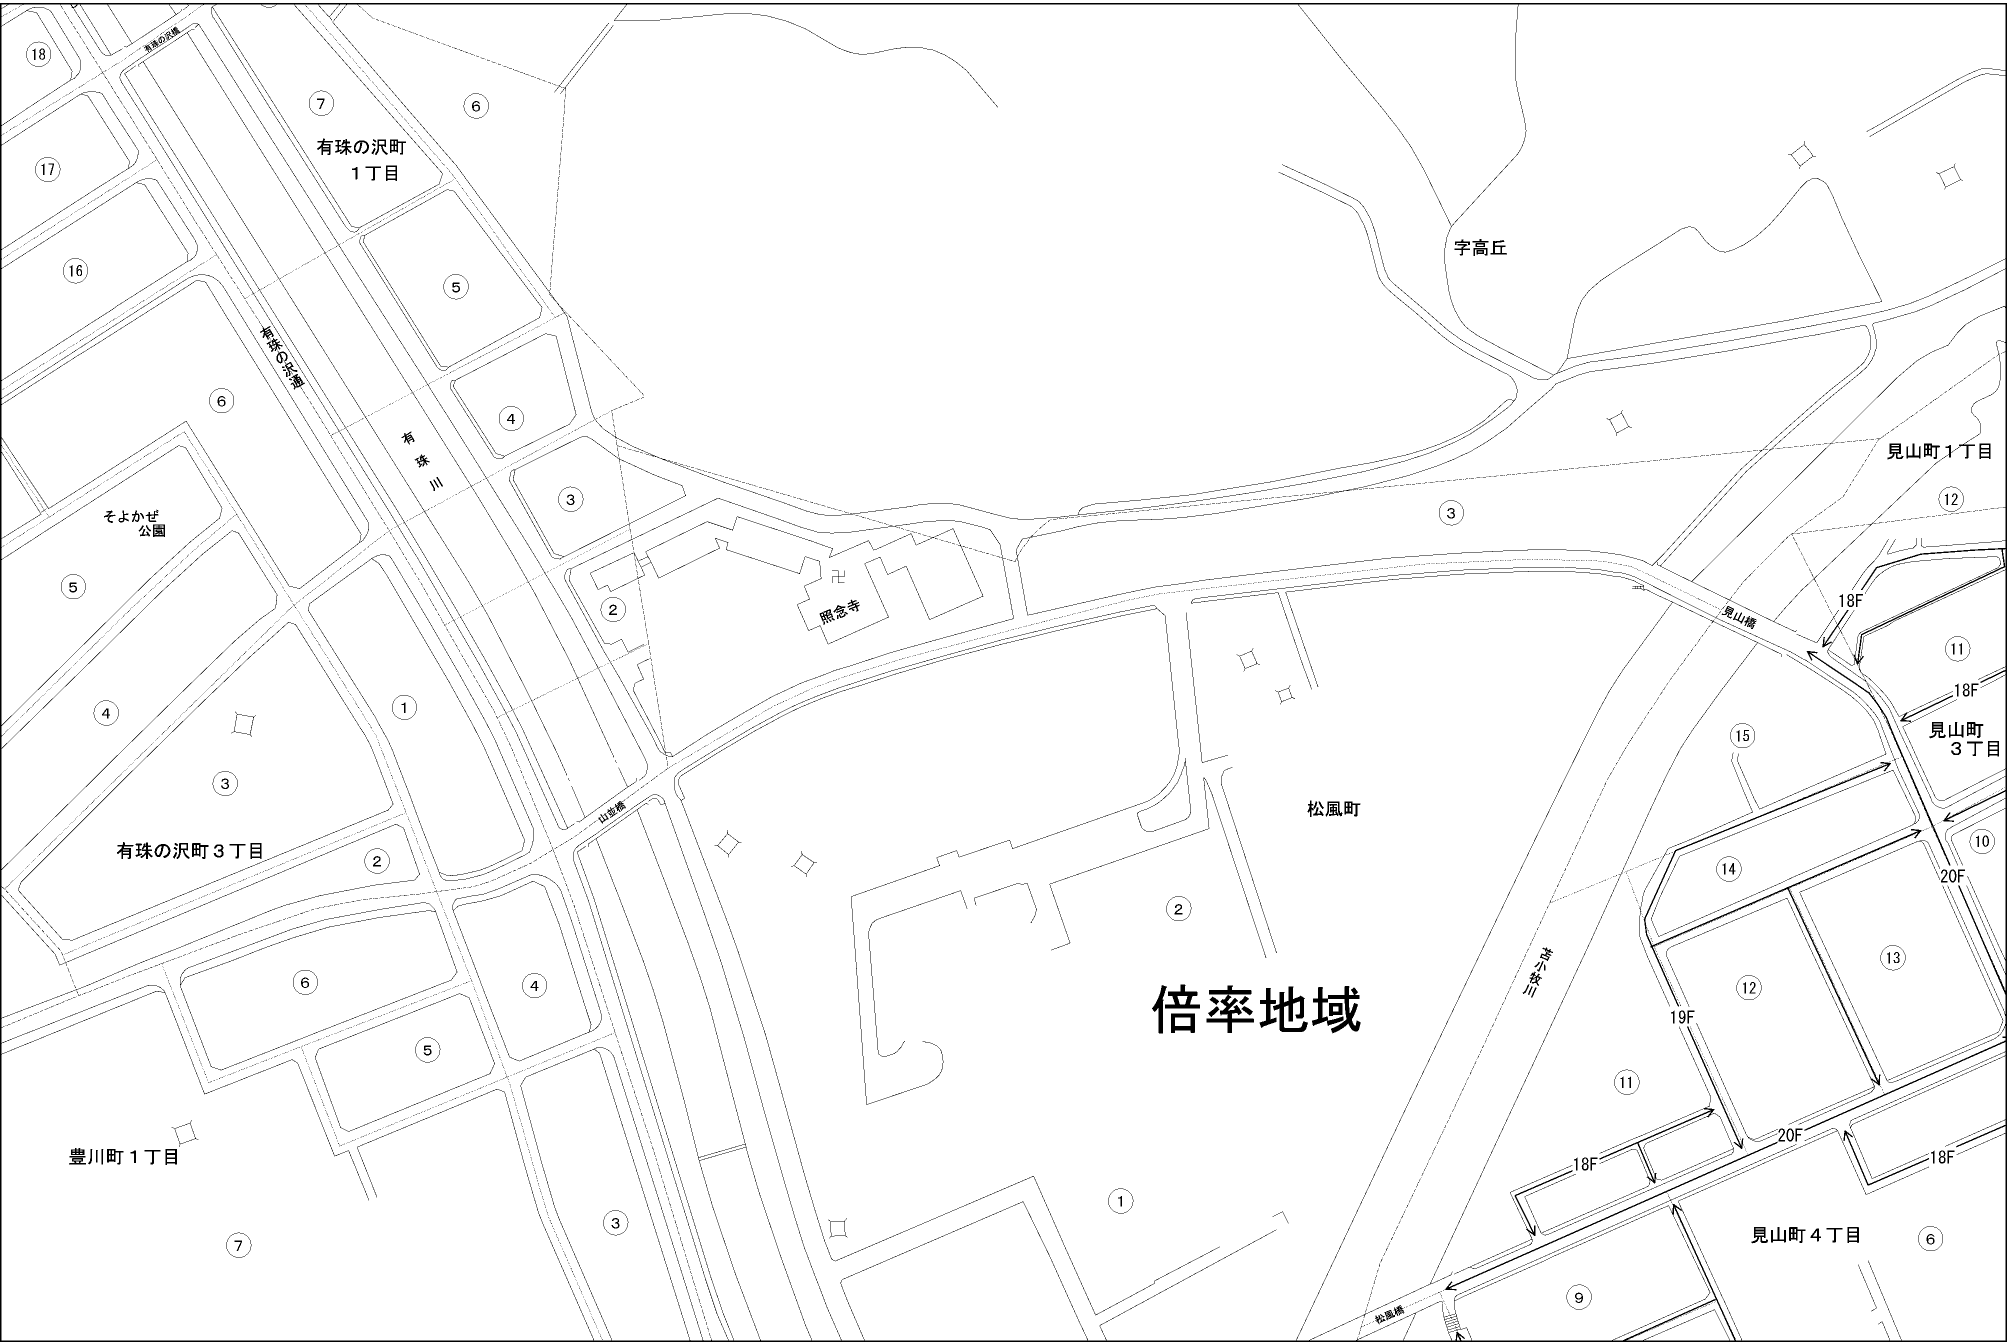 有珠の沢橋
18
7
6
有珠の沢町
1丁目
17
字高丘
16
5
有珠の沢通
6
4
有珠川
見山町1丁目
3
3
12
そよかぜ
公園
卍
5
2
照念寺
18F
見山橋
11
18F
4
1
見山町
3丁目
15
3
松風町
山並橋
有珠の沢町3丁目
2
14
10
20F
2
苫小牧川
13
6
4
12
倍率地域
19F
5
11
20F
豊川町1丁目
18F
18F
1
3
7
見山町4丁目
6
9
松風橋